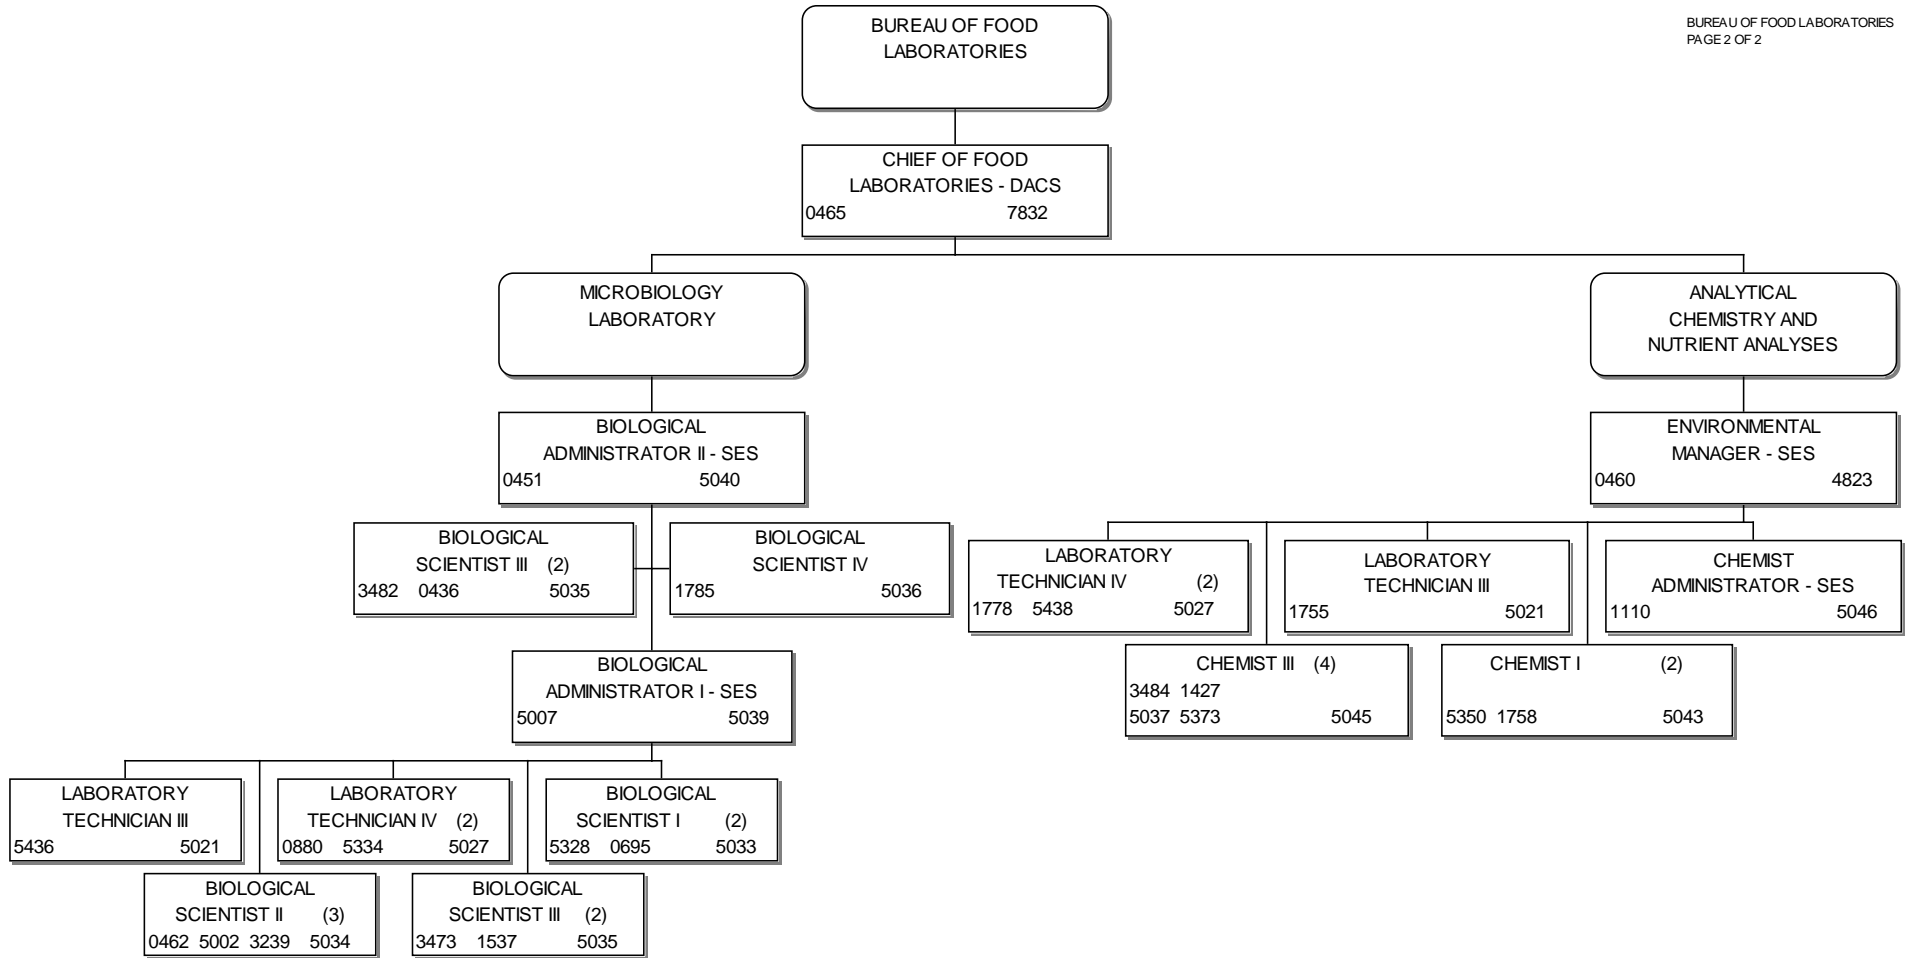 BUREAU OF FOOD LABORATORIES
PAGE 2 OF 2
BUREAU OF FOOD
LABORATORIES
CHIEF OF FOOD
LABORATORIES - DACS
0465 7832
MICROBIOLOGY
LABORATORY
ANALYTICAL
CHEMISTRY AND
NUTRIENT ANALYSES
BIOLOGICAL
ADMINISTRATOR II - SES
0451 5040
ENVIRONMENTAL
MANAGER - SES
0460 4823
BIOLOGICAL
SCIENTIST III (2)
3482 0436 5035
BIOLOGICAL
SCIENTIST IV
1785 5036
LABORATORY
TECHNICIAN IV (2)
1778 5438 5027
LABORATORY
TECHNICIAN III
1755 5021
CHEMIST
ADMINISTRATOR - SES
1110 5046
CHEMIST III (4)
3484 1427
5037 5373 5045
CHEMIST I (2)
5350 1758 5043
BIOLOGICAL
ADMINISTRATOR I - SES
5007 5039
LABORATORY
TECHNICIAN III
5436 5021
LABORATORY
TECHNICIAN IV (2)
0880 5334 5027
BIOLOGICAL
SCIENTIST I (2)
5328 0695 5033
BIOLOGICAL
SCIENTIST II (3)
0462 5002 3239 5034
BIOLOGICAL
SCIENTIST III (2)
3473 1537 5035